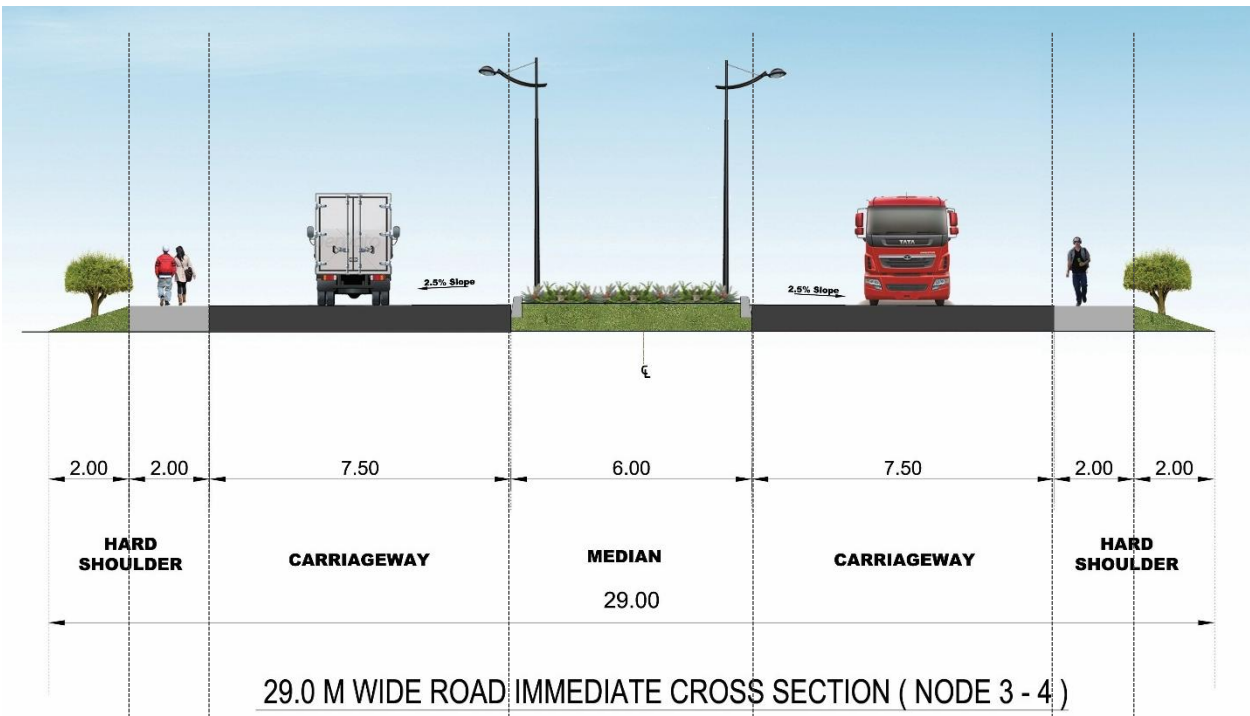 2.5% Slope
TATA
2.5% Slope
℄
2.00 2.00 7.50 6.00 7.50 2.00 2.00
HARD
SHOULDER
CARRIAGEWAY
MEDIAN
CARRIAGEWAY
HARD
SHOULDER
29.00
29.0 M WIDE ROAD IMMEDIATE CROSS SECTION ( NODE 3 - 4 )